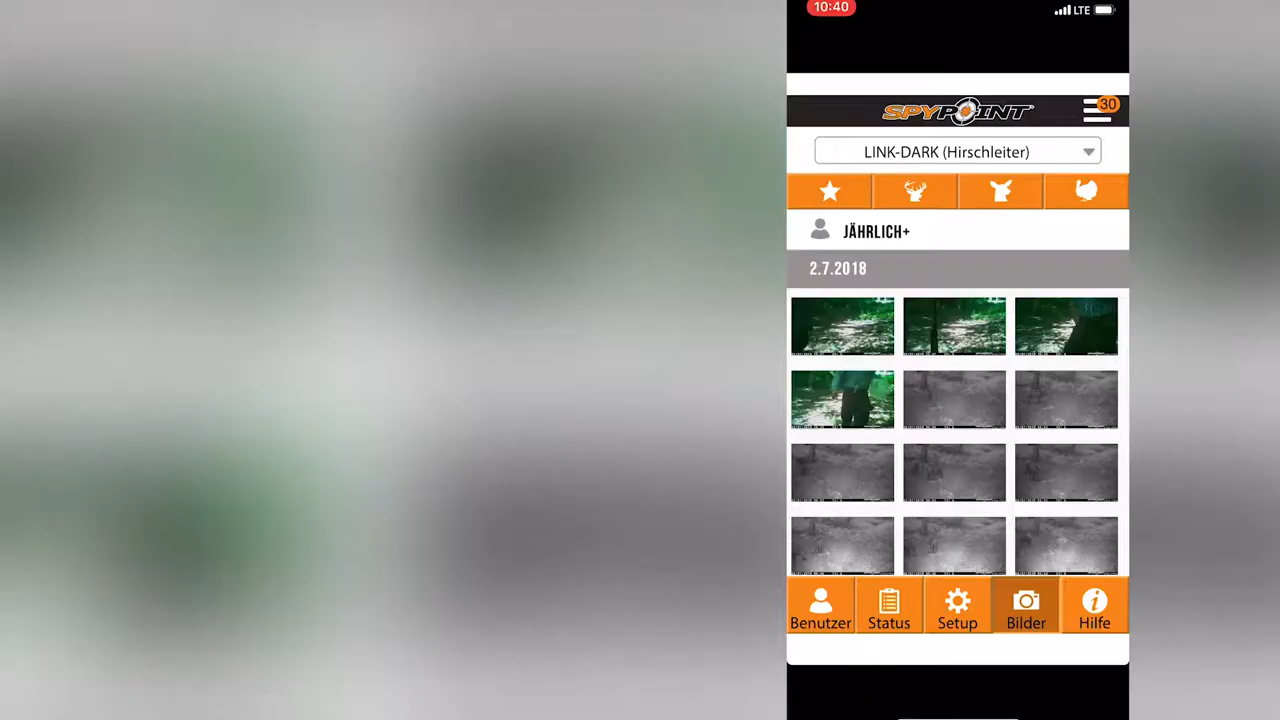 10:40
LTE
SPYPOINT
30
LINK-DARK (Hirschleiter)
JÄHRLICH+
2.7.2018
Benutzer
Status
Setup
Bilder
Hilfe